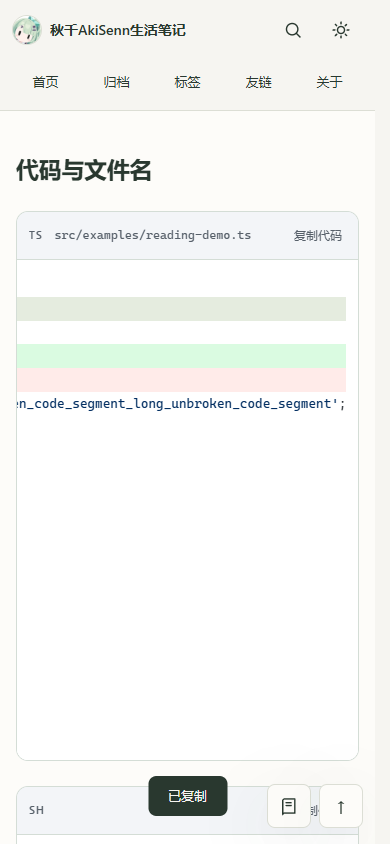 秋千AkiSenn生活笔记
首页 归档 标签 友链 关于
代码与文件名
TS src/examples/reading-demo.ts 复制代码
n_code_segment_long_unbroken_code_segment';
SH
已复制
↑